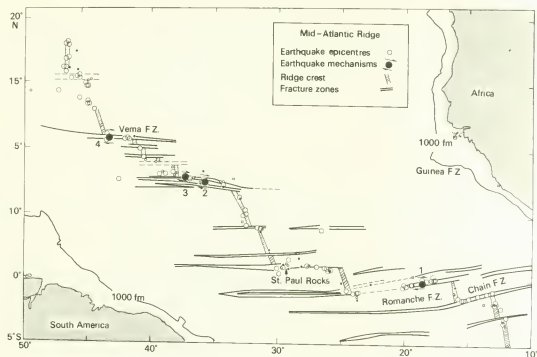 20°
N
15°
5°
10°
0°
5°S
50°
40°
30°
20°
10°
Mid-Atlantic Ridge
Earthquake epicentres
Earthquake mechanisms
Ridge crest
Fracture zones
Africa
1000 fm
Guinea F Z
Vema F Z.
4
3
2
1
St. Paul Rocks
Romanche F.Z.
Chain F Z
1000 fm
South America